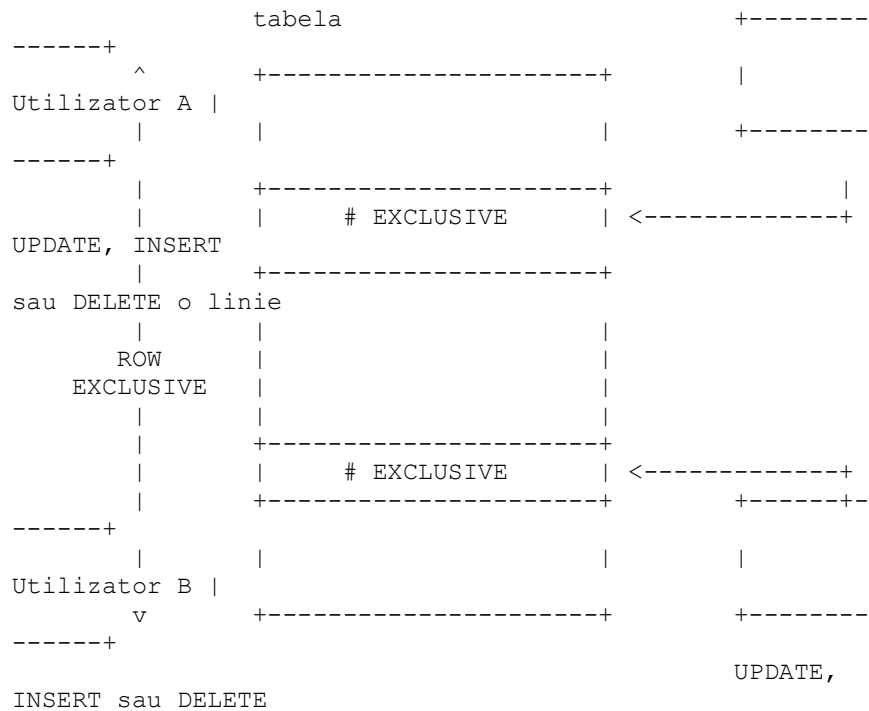 tabela                          +--------
------+
        ^       +----------------------+        |
Utilizator A |
        |       |                      |        +--------
------+
        |       +----------------------+               |
        |       |     # EXCLUSIVE      | <-------------+
UPDATE, INSERT
        |       +----------------------+
sau DELETE o linie
        |       |                      |
       ROW      |                      |
    EXCLUSIVE   |                      |
        |       |                      |
        |       +----------------------+
        |       |     # EXCLUSIVE      | <-------------+
        |       +----------------------+        +------+-
------+
        |       |                      |        |
Utilizator B |
        v       +----------------------+        +--------
------+
                                                UPDATE,
INSERT sau DELETE